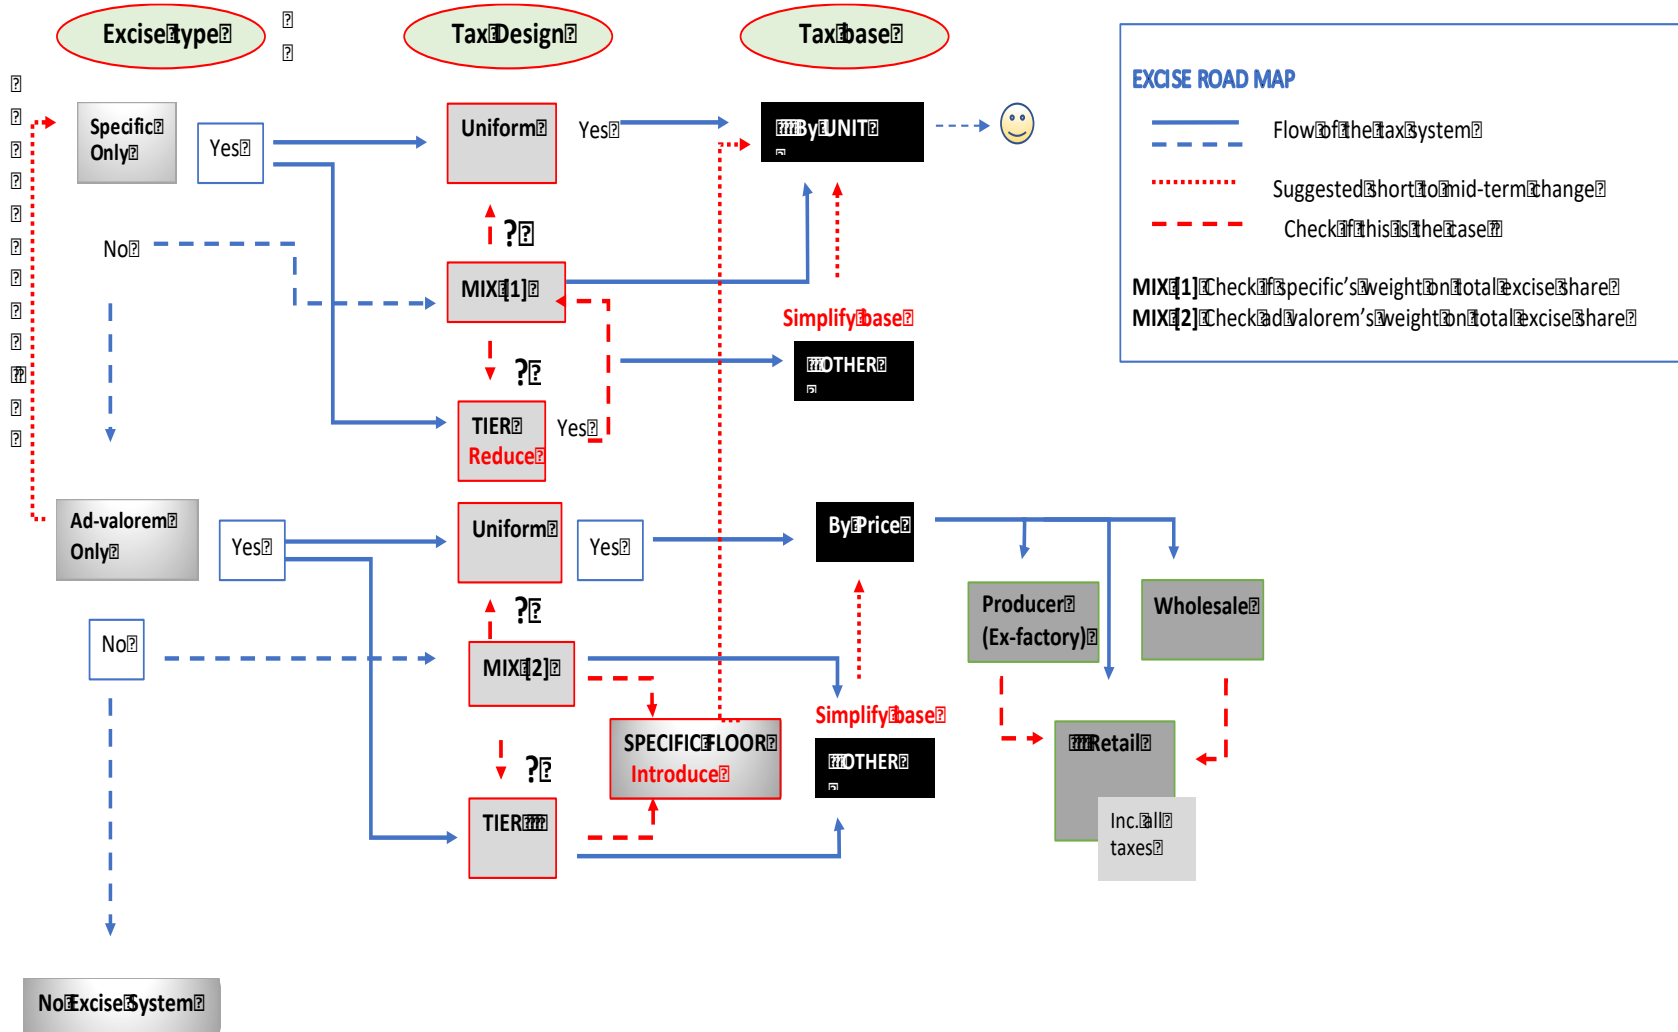 Excise type
Tax Design
Tax base
EXCISE ROAD MAP
Flow of the tax system
Suggested short to mid-term change
Check if this is the case ?
MIX [1] Check if specific's weight on total excise share
MIX [2] Check ad valorem's weight on total excise share
Specific
Only
Yes
Uniform
Yes
By UNIT
No
?
MIX [1]
Simplify base
OTHER
?
TIER
Reduce
Yes
Ad-valorem
Only
Yes
Uniform
Yes
By Price
Producer
(Ex-factory)
Wholesale
?
No
MIX [2]
Simplify base
OTHER
SPECIFIC FLOOR
Introduce
Retail
?
TIER
Inc. all
taxes
No Excise System